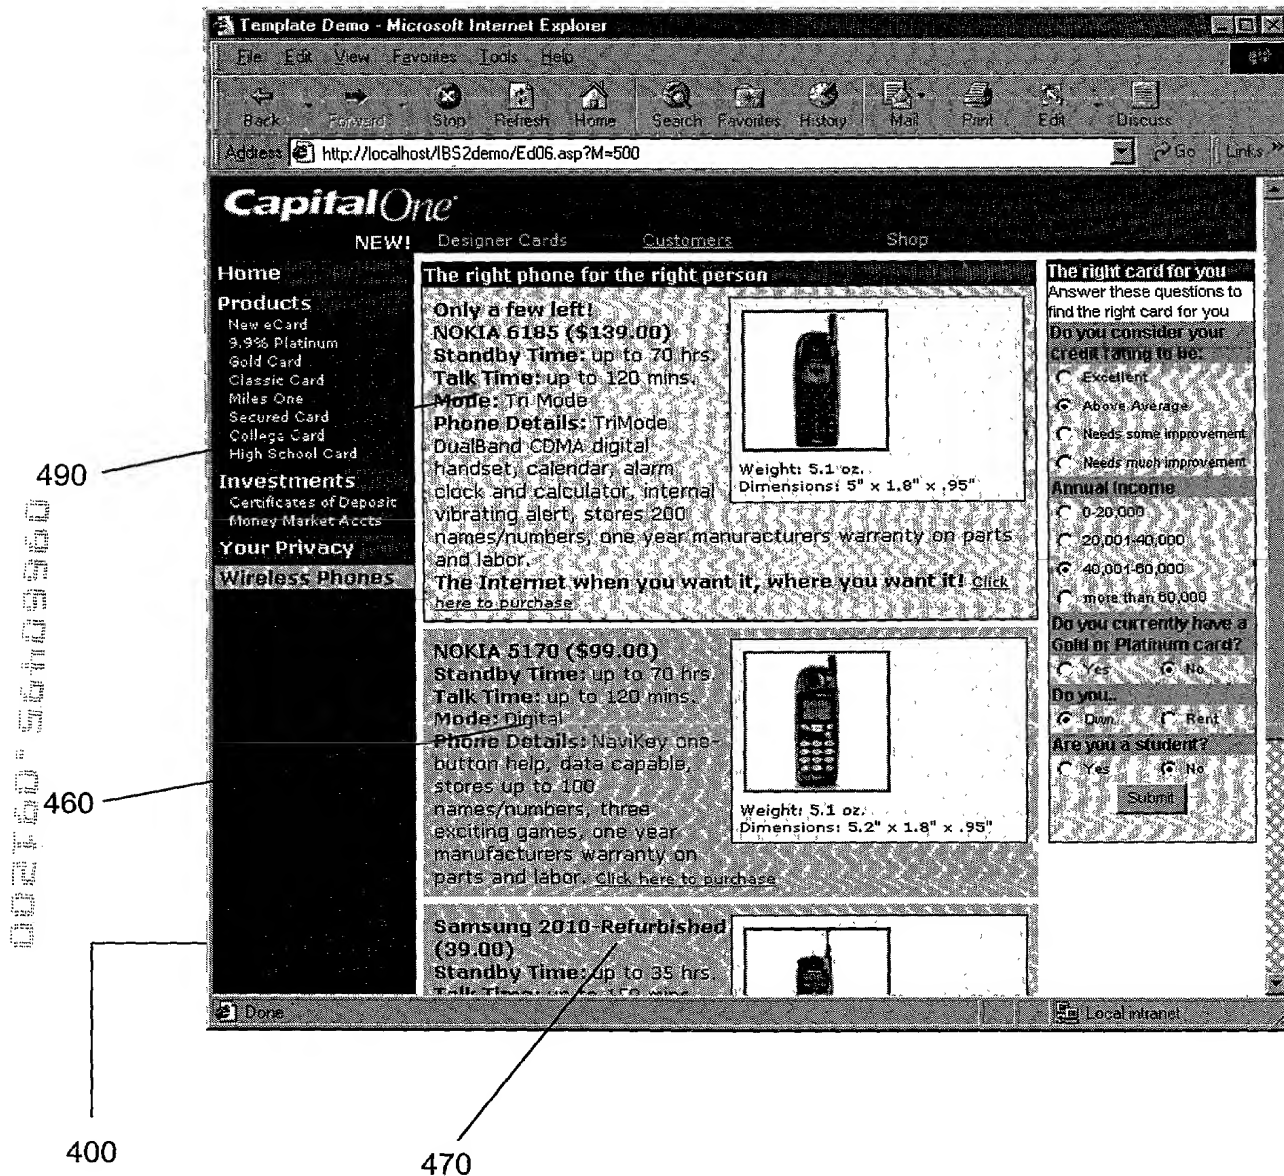 Template Demo - Microsoft Internet Explorer
File Edit View Favorites Tools Help
Back Forward Stop Refresh Home Search Favorites History Mail Print Edit Discuss
Address http://localhost/IBS2demo/Ed06.asp?M=500 Go Links »
CapitalOne
NEW! Designer Cards Customers Shop
Home
Products
New eCard
9.9% Platinum
Gold Card
Classic Card
Miles One
Secured Card
College Card
High School Card
Investments
Certificates of Deposit
Money Market Accts
Your Privacy
Wireless Phones
The right phone for the right person
Only a few left!
NOKIA 6185 ($139.00)
Standby Time: up to 70 hrs.
Talk Time: up to 120 mins.
Mode: Tri Mode
Phone Details: TriMode
DualBand CDMA digital
handset, calendar, alarm
clock and calculator, internal
vibrating alert, stores 200
names/numbers, one year manuracturers warranty on parts
and labor.
The Internet when you want it, where you want it! Click
here to purchase
Weight: 5.1 oz.
Dimensions: 5" x 1.8" x .95"
NOKIA 5170 ($99.00)
Standby Time: up to 70 hrs
Talk Time: up to 120 mins.
Mode: Digital
Phone Details: NaviKey one-
button help, data capable,
stores up to 100
names/numbers, three
exciting games, one year
manufacturers warranty on
parts and labor. Click here to purchase
Weight: 5.1 oz.
Dimensions: 5.2" x 1.8" x .95"
Samsung 2010-Refurbished
(39.00)
Standby Time: up to 35 hrs
Talk Time: up to 150 mins
The right card for you
Answer these questions to
find the right card for you
Do you consider your
credit rating to be:
Excellent
Above Average
Needs some improvement
Needs much improvement
Annual Income
0-20,000
20,001-40,000
40,001-60,000
more than 60,000
Do you currently have a
Gold or Platinum card?
Yes No
Do you..
Own Rent
Are you a student?
Yes No
Submit
Done Local intranet
490
460
400
470